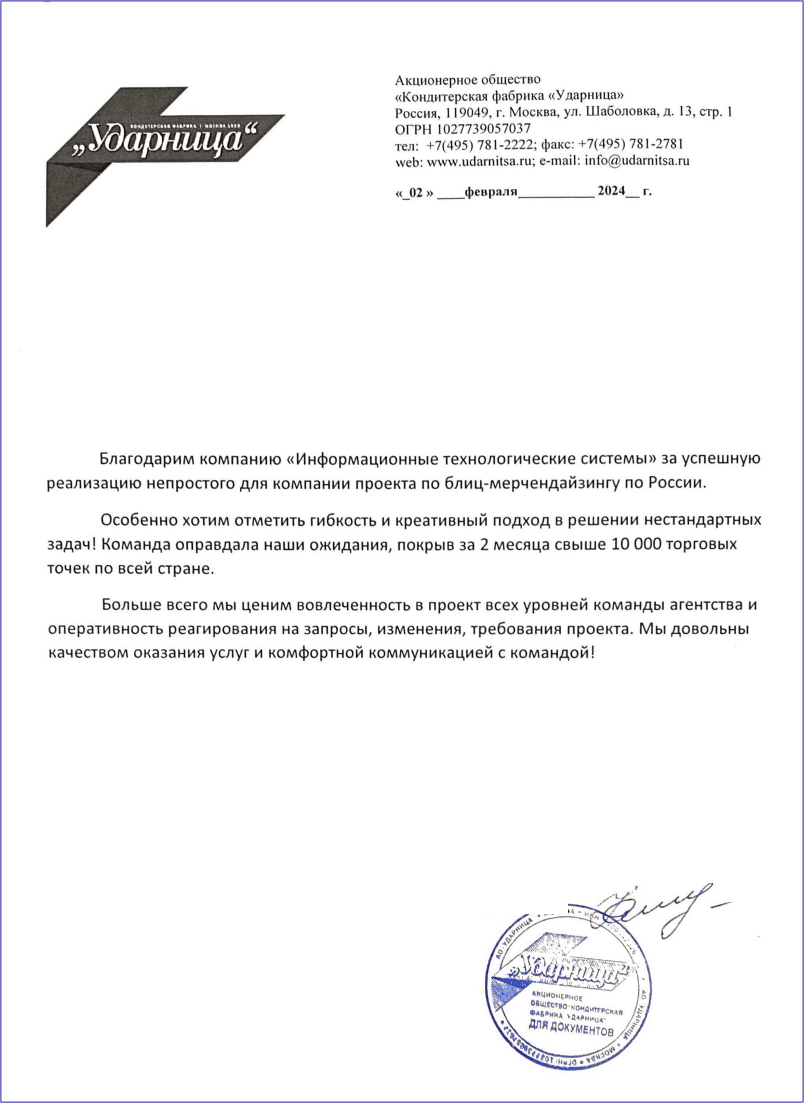 КОНДИТЕРСКАЯ ФАБРИКА | МОСКВА 1929
„Ударница“
Акционерное общество
«Кондитерская фабрика «Ударница»
Россия, 119049, г. Москва, ул. Шаболовка, д. 13, стр. 1
ОГРН 1027739057037
тел: +7(495) 781-2222; факс: +7(495) 781-2781
web: www.udarnitsa.ru; e-mail: info@udarnitsa.ru
«_02 » ____февраля___________ 2024__ г.
Благодарим компанию «Информационные технологические системы» за успешную
реализацию непростого для компании проекта по блиц-мерчендайзингу по России.
Особенно хотим отметить гибкость и креативный подход в решении нестандартных
задач! Команда оправдала наши ожидания, покрыв за 2 месяца свыше 10 000 торговых
точек по всей стране.
Больше всего мы ценим вовлеченность в проект всех уровней команды агентства и
оперативность реагирования на запросы, изменения, требования проекта. Мы довольны
качеством оказания услуг и комфортной коммуникацией с командой!
АО УДАРНИЦА
АО УДАРНИЦА * МОСКВА * ОГРН 1027739057037
„Ударница“
АКЦИОНЕРНОЕ
ОБЩЕСТВО-КОНДИТЕРСКАЯ
ФАБРИКА "УДАРНИЦА"
ДЛЯ ДОКУМЕНТОВ